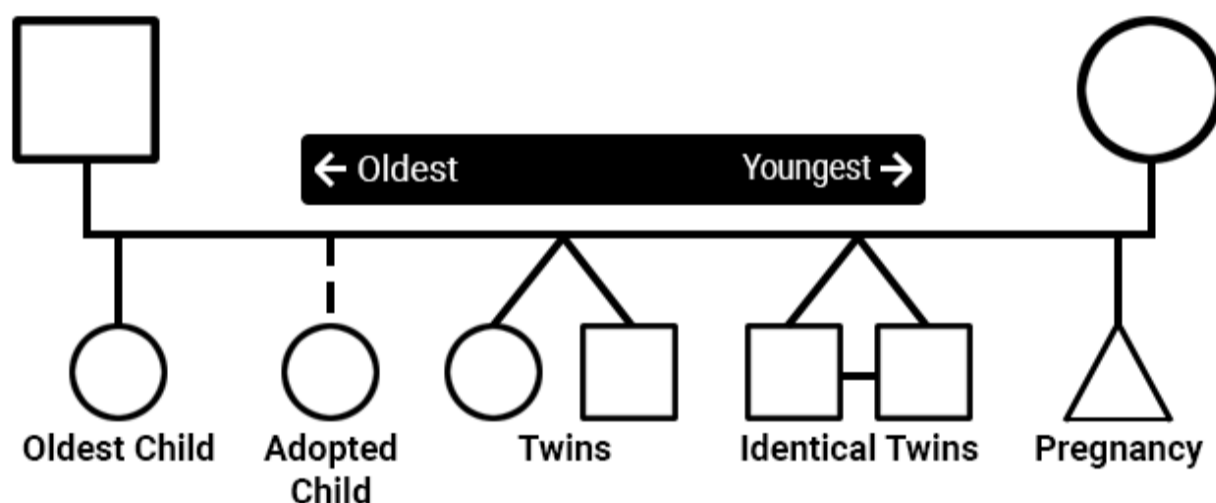 ← Oldest
Youngest →
Oldest Child
Adopted
Child
Twins
Identical Twins
Pregnancy